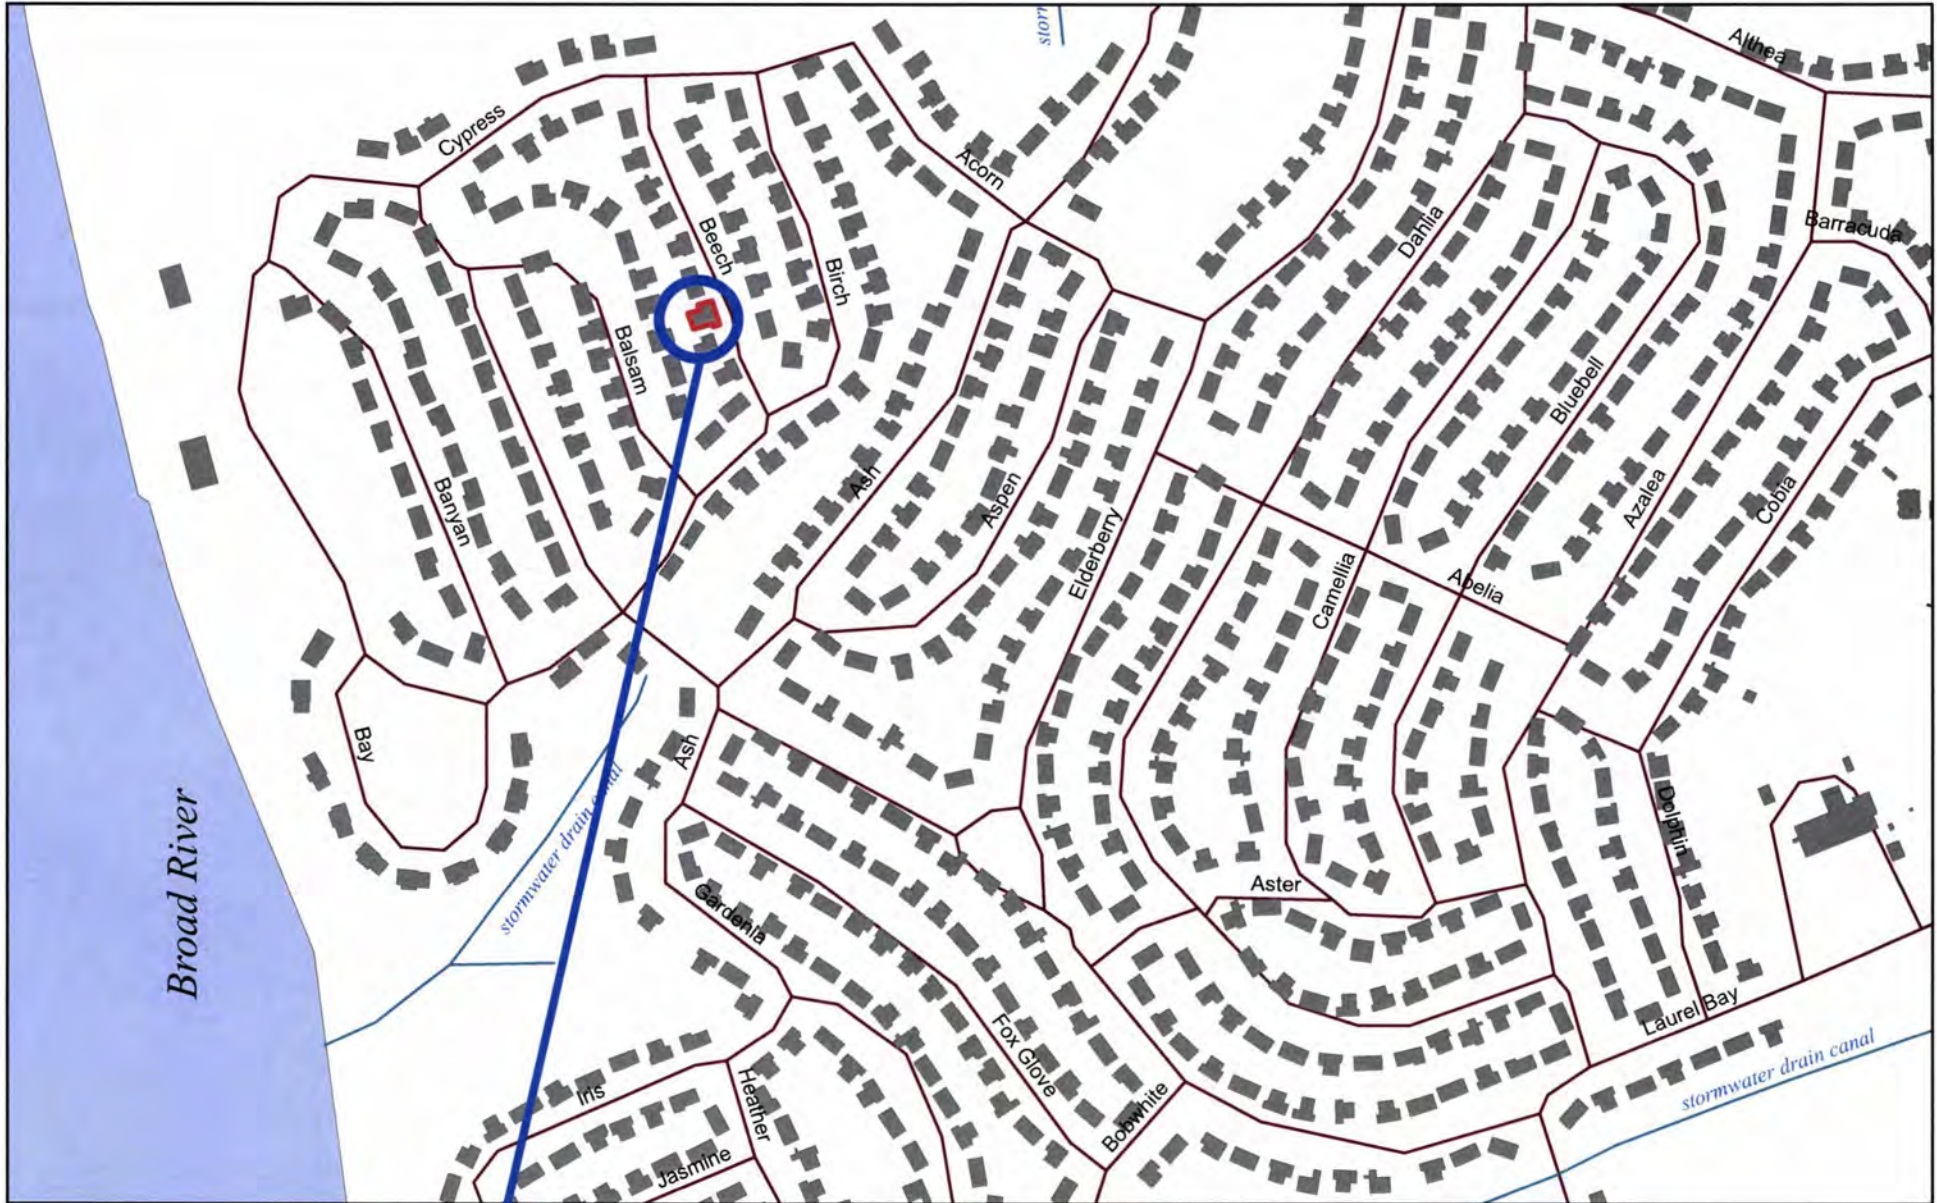 stor
Althea
Cypress
Acorn
Barracuda
Dahlia
Beech
Birch
Balsam
Bluebell
Ash
Aspen
Azalea
Cobia
Banyan
Elderberry
Camellia
Abelia
Bay
Ash
stormwater drain canal
Dolphin
Broad River
Aster
Gardenia
Laurel Bay
Fox Glove
stormwater drain canal
Iris
Heather
Bobwhite
Jasmine